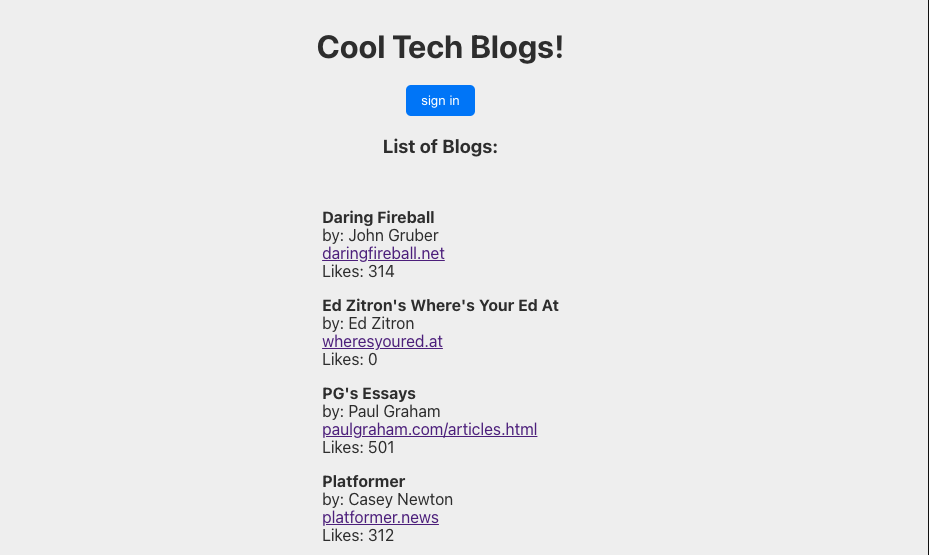 Cool Tech Blogs!
sign in
List of Blogs:
Daring Fireball
by: John Gruber
daringfireball.net
Likes: 314
Ed Zitron's Where's Your Ed At
by: Ed Zitron
wheresyoured.at
Likes: 0
PG's Essays
by: Paul Graham
paulgraham.com/articles.html
Likes: 501
Platformer
by: Casey Newton
platformer.news
Likes: 312